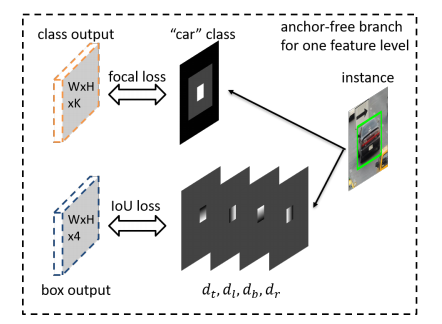 class output
"car" class
anchor-free branch
for one feature level
WxH
xK
focal loss
instance
WxH
x4
IoU loss
box output
d_t, d_l, d_b, d_r